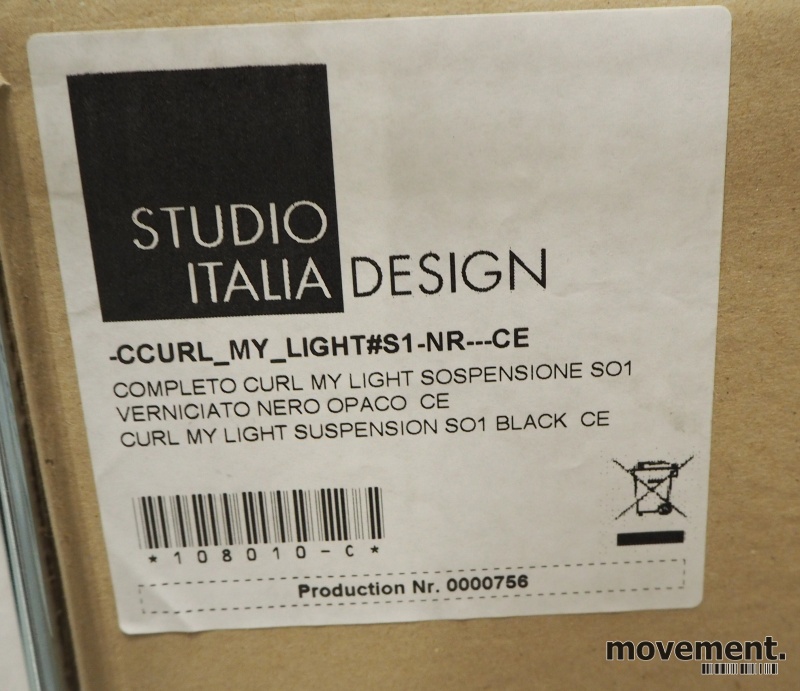 STUDIO
ITALIA DESIGN
-CCURL_MY_LIGHT#S1-NR---CE
COMPLETO CURL MY LIGHT SOSPENSIONE SO1
VERNICIATO NERO OPACO CE
CURL MY LIGHT SUSPENSION SO1 BLACK CE
*108010-C*
Production Nr. 0000756
movement.